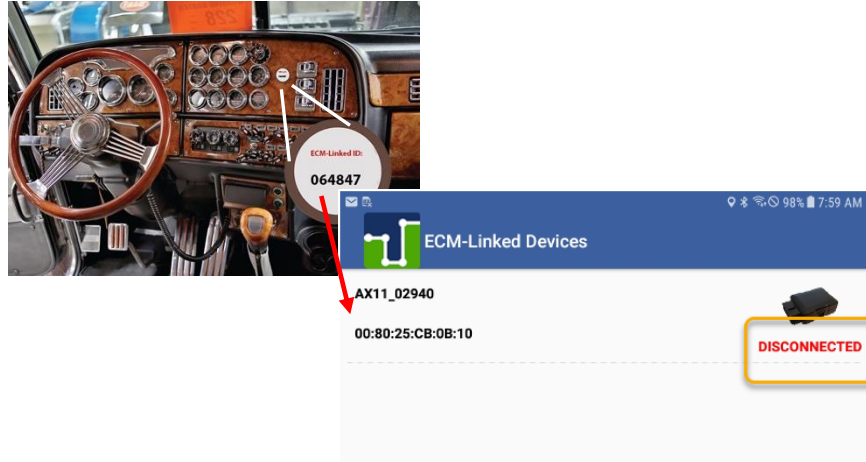 228
ECM-Linked ID:
064847
98% 7:59 AM
ECM-Linked Devices
AX11_02940
00:80:25:CB:0B:10
DISCONNECTED